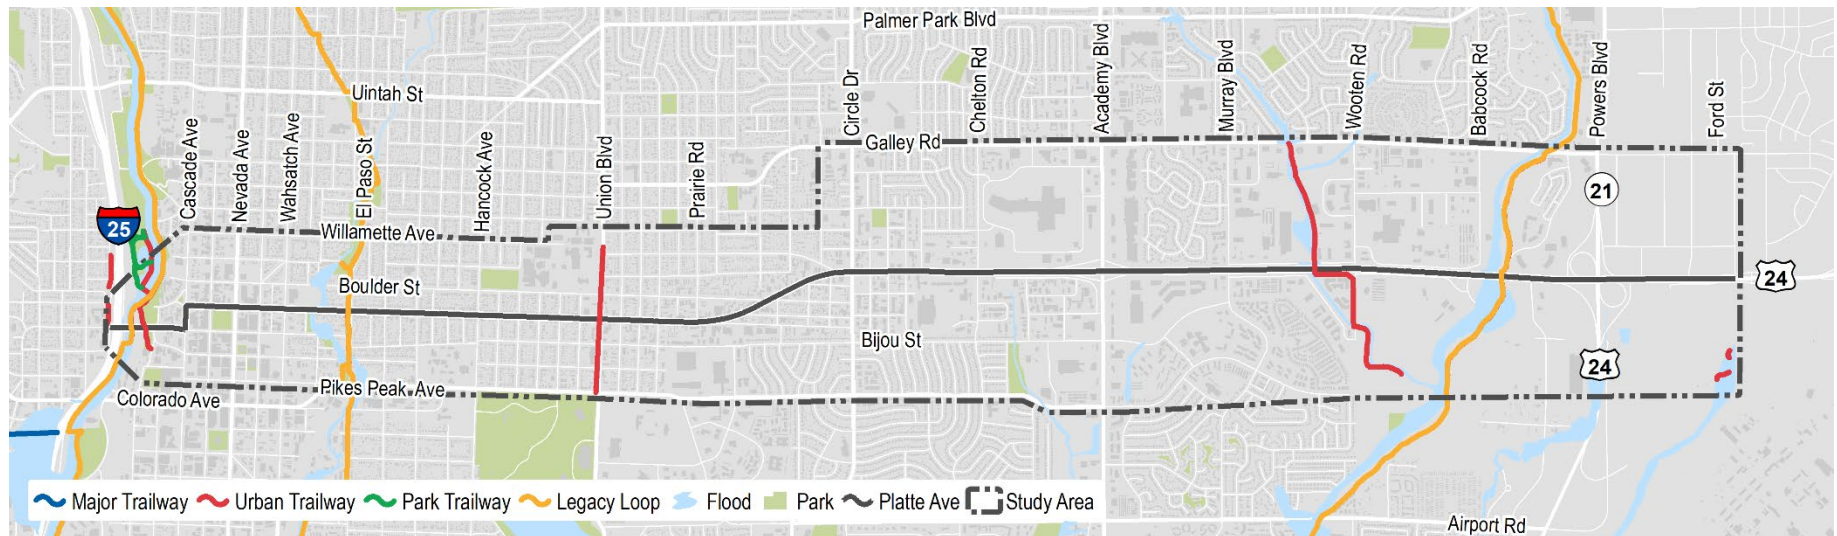 Palmer Park Blvd
Uintah St
Cascade Ave
Nevada Ave
Wahsatch Ave
El Paso St
Hancock Ave
Union Blvd
Prairie Rd
Circle Dr
Chelton Rd
Academy Blvd
Murray Blvd
Wooten Rd
Babcock Rd
Powers Blvd
Ford St
Galley Rd
21
25
Willamette Ave
Boulder St
24
Bijou St
24
Pikes Peak Ave
Colorado Ave
Major Trailway Urban Trailway Park Trailway Legacy Loop Flood Park Platte Ave Study Area
Airport Rd